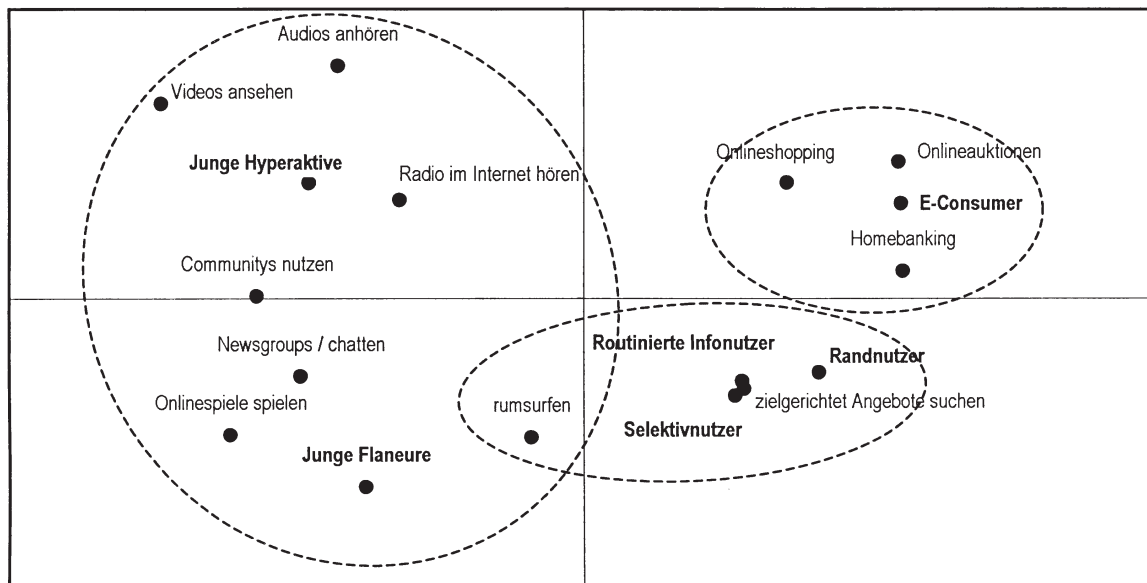 Audios anhören
Videos ansehen
Junge Hyperaktive
Radio im Internet hören
Onlineshopping
Onlineauktionen
E-Consumer
Homebanking
Communitys nutzen
Newsgroups / chatten
Onlinespiele spielen
Junge Flaneure
rumsurfen
Routinierte Infonutzer
Randnutzer
zielgerichtet Angebote suchen
Selektivnutzer